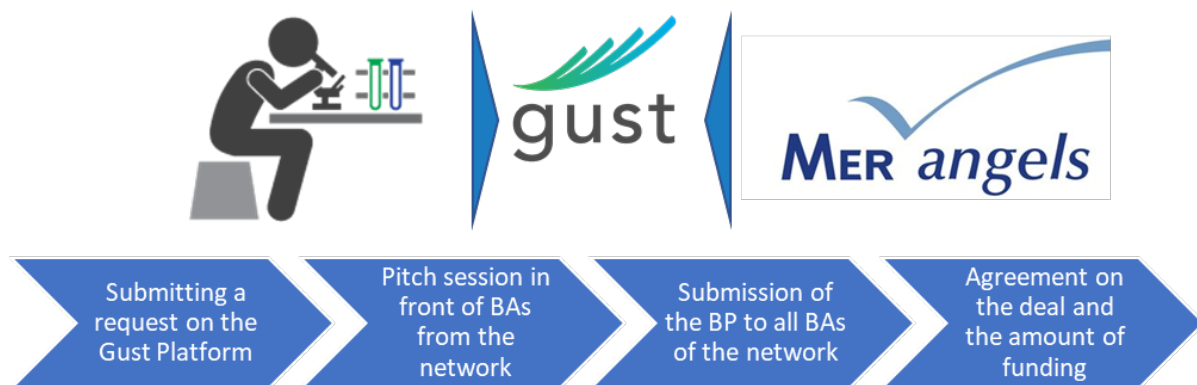 gust
MER angels
Submitting a
request on the
Gust Platform
Pitch session in
front of BAs
from the
network
Submission of
the BP to all BAs
of the network
Agreement on
the deal and
the amount of
funding